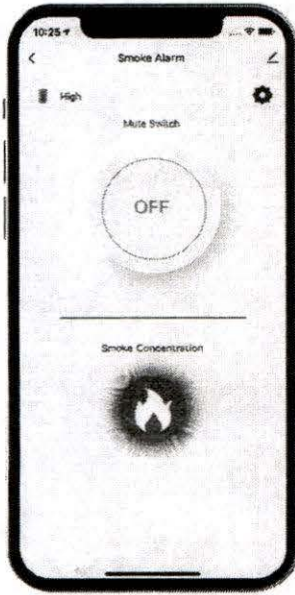 10:25
Smoke Alarm
High
Mute Switch
OFF
Smoke Concentration